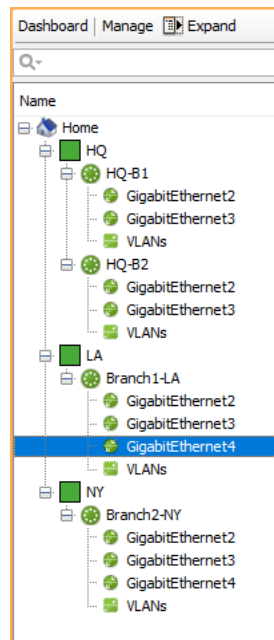 Dashboard | Manage Expand
Name
Home
HQ
HQ-B1
GigabitEthernet2
GigabitEthernet3
VLANs
HQ-B2
GigabitEthernet2
GigabitEthernet3
VLANs
LA
Branch1-LA
GigabitEthernet2
GigabitEthernet3
GigabitEthernet4
VLANs
NY
Branch2-NY
GigabitEthernet2
GigabitEthernet3
GigabitEthernet4
VLANs